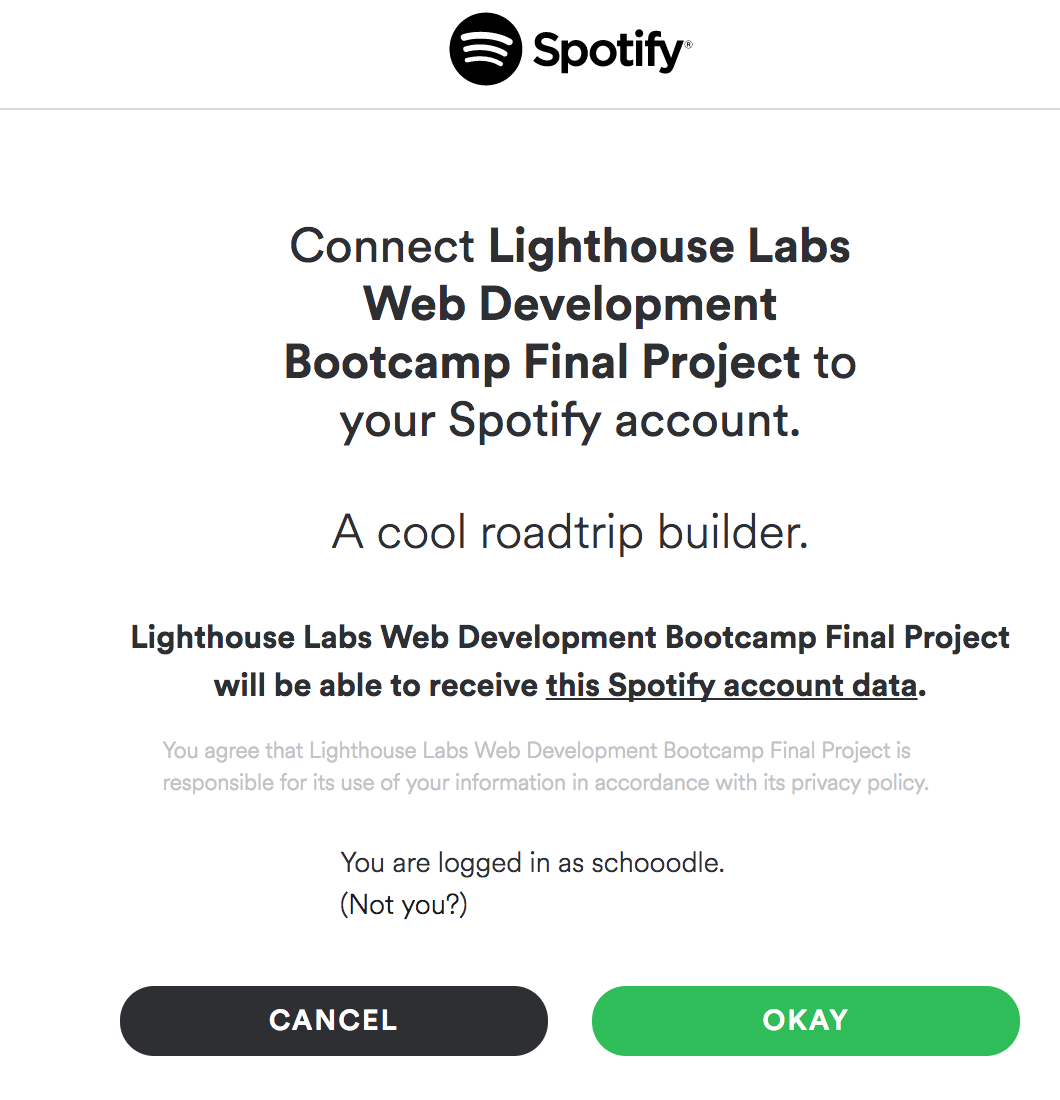 Spotify®
Connect Lighthouse Labs
Web Development
Bootcamp Final Project to
your Spotify account.
A cool roadtrip builder.
Lighthouse Labs Web Development Bootcamp Final Project
will be able to receive this Spotify account data.
You agree that Lighthouse Labs Web Development Bootcamp Final Project is
responsible for its use of your information in accordance with its privacy policy.
You are logged in as schooodle.
(Not you?)
CANCEL OKAY